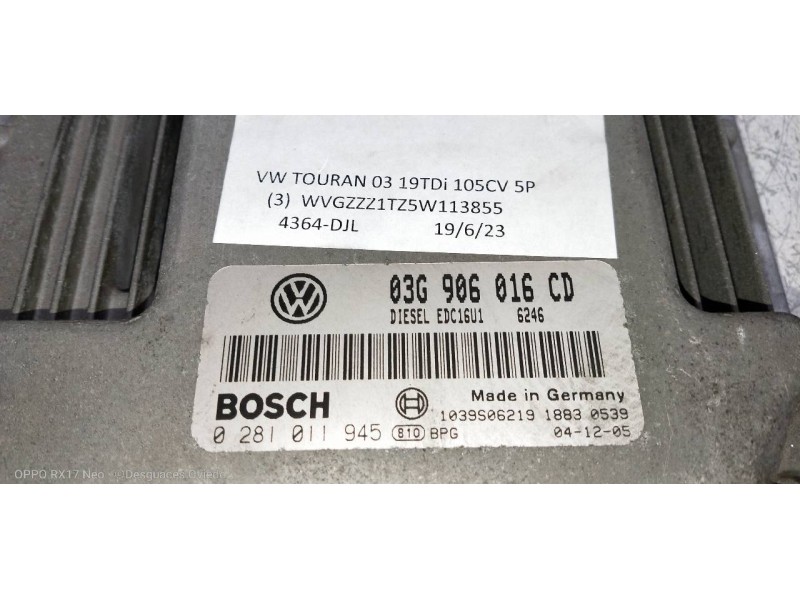 VW TOURAN 03 19TDi 105CV 5P
(3) WVGZZZ1TZ5W113855
4364-DJL 19/6/23
03G 906 016 CD
DIESEL EDC16U1 6246
BOSCH
Made in Germany
1039S06219 1883 0539
0 281 011 945 810 BPG 04-12-05
OPPO RX17 Neo - © Desguaces Oviedo